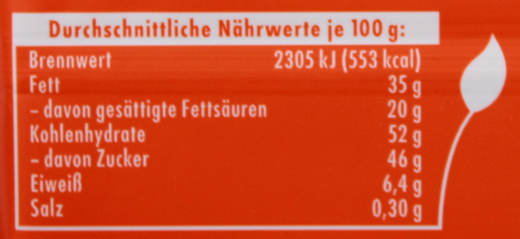 Durchschnittliche Nährwerte je 100 g:
Brennwert 2305 kJ (553 kcal)
Fett 35 g
– davon gesättigte Fettsäuren 20 g
Kohlenhydrate 52 g
– davon Zucker 46 g
Eiweiß 6,4 g
Salz 0,30 g